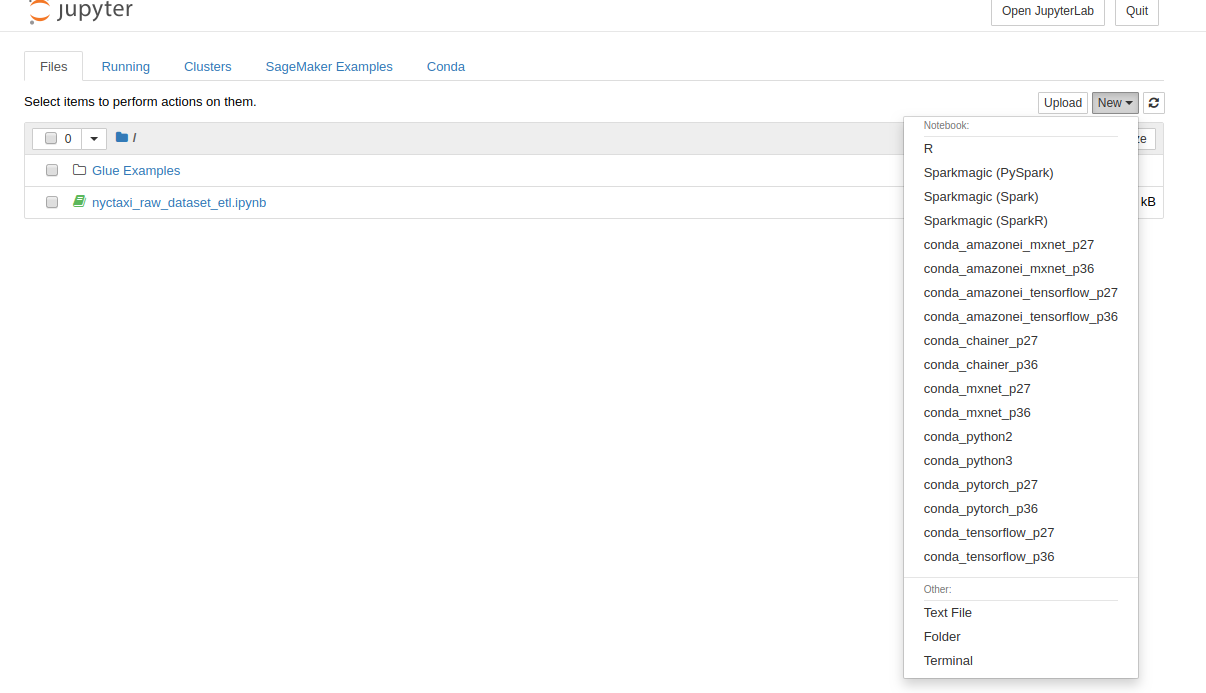 jupyter
Open JupyterLab
Quit
Files
Running
Clusters
SageMaker Examples
Conda
Select items to perform actions on them.
Upload
New
0
/
Glue Examples
nyctaxi_raw_dataset_etl.ipynb
ze
kB
Notebook:
R
Sparkmagic (PySpark)
Sparkmagic (Spark)
Sparkmagic (SparkR)
conda_amazonei_mxnet_p27
conda_amazonei_mxnet_p36
conda_amazonei_tensorflow_p27
conda_amazonei_tensorflow_p36
conda_chainer_p27
conda_chainer_p36
conda_mxnet_p27
conda_mxnet_p36
conda_python2
conda_python3
conda_pytorch_p27
conda_pytorch_p36
conda_tensorflow_p27
conda_tensorflow_p36
Other:
Text File
Folder
Terminal